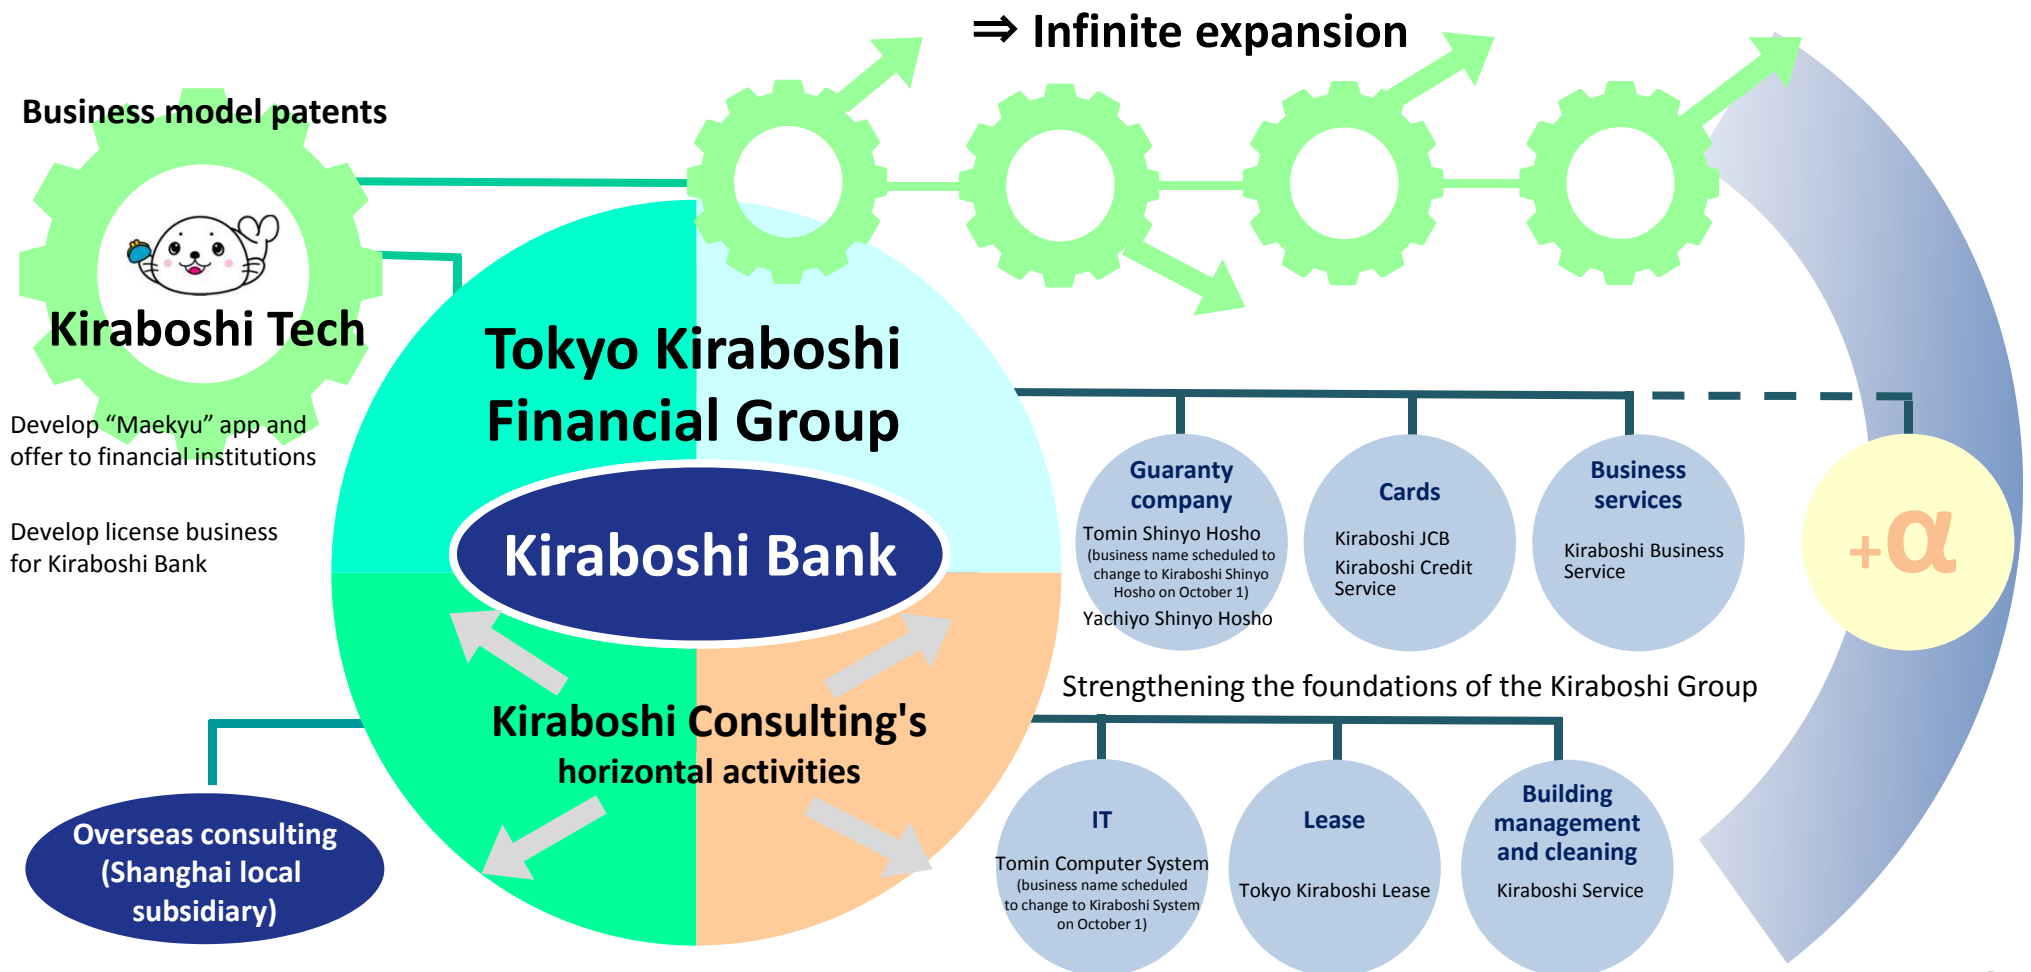 ⇒ Infinite expansion
Business model patents
Kiraboshi Tech
Develop “Maekyu” app and
offer to financial institutions
Develop license business
for Kiraboshi Bank
Tokyo Kiraboshi
Financial Group
Kiraboshi Bank
Kiraboshi Consulting's
horizontal activities
Overseas consulting
(Shanghai local
subsidiary)
Guaranty
company
Tomin Shinyo Hosho
(business name scheduled to
change to Kiraboshi Shinyo
Hosho on October 1)
Yachiyo Shinyo Hosho
Cards
Kiraboshi JCB
Kiraboshi Credit
Service
Business
services
Kiraboshi Business
Service
+α
Strengthening the foundations of the Kiraboshi Group
IT
Tomin Computer System
(business name scheduled
to change to Kiraboshi System
on October 1)
Lease
Tokyo Kiraboshi Lease
Building
management
and cleaning
Kiraboshi Service